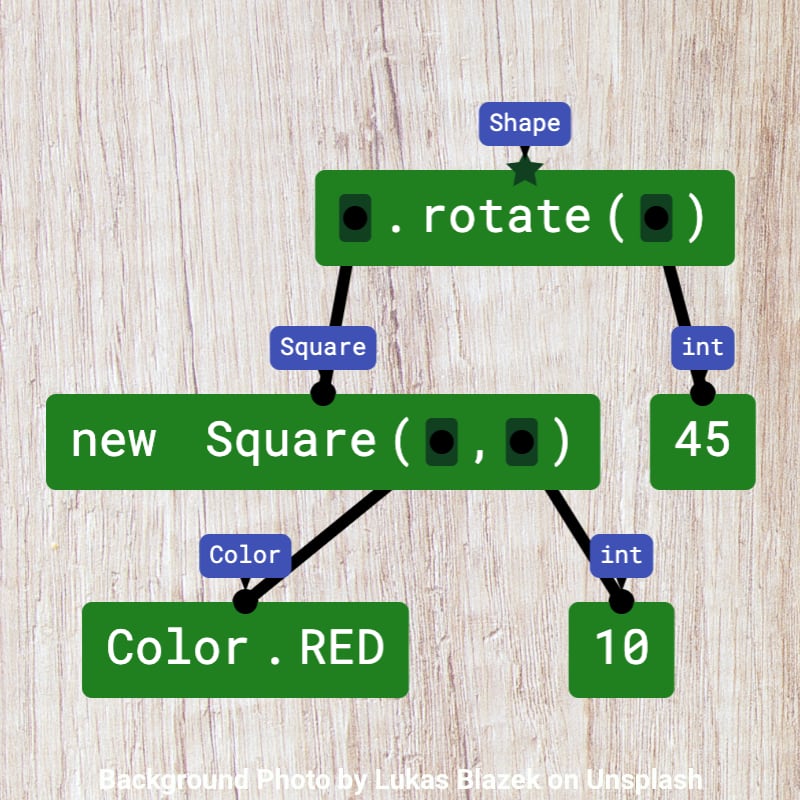 Shape
.rotate( )
Square
int
new Square( , )
45
Color
int
Color.RED
10
Background Photo by Lukas Blazek on Unsplash